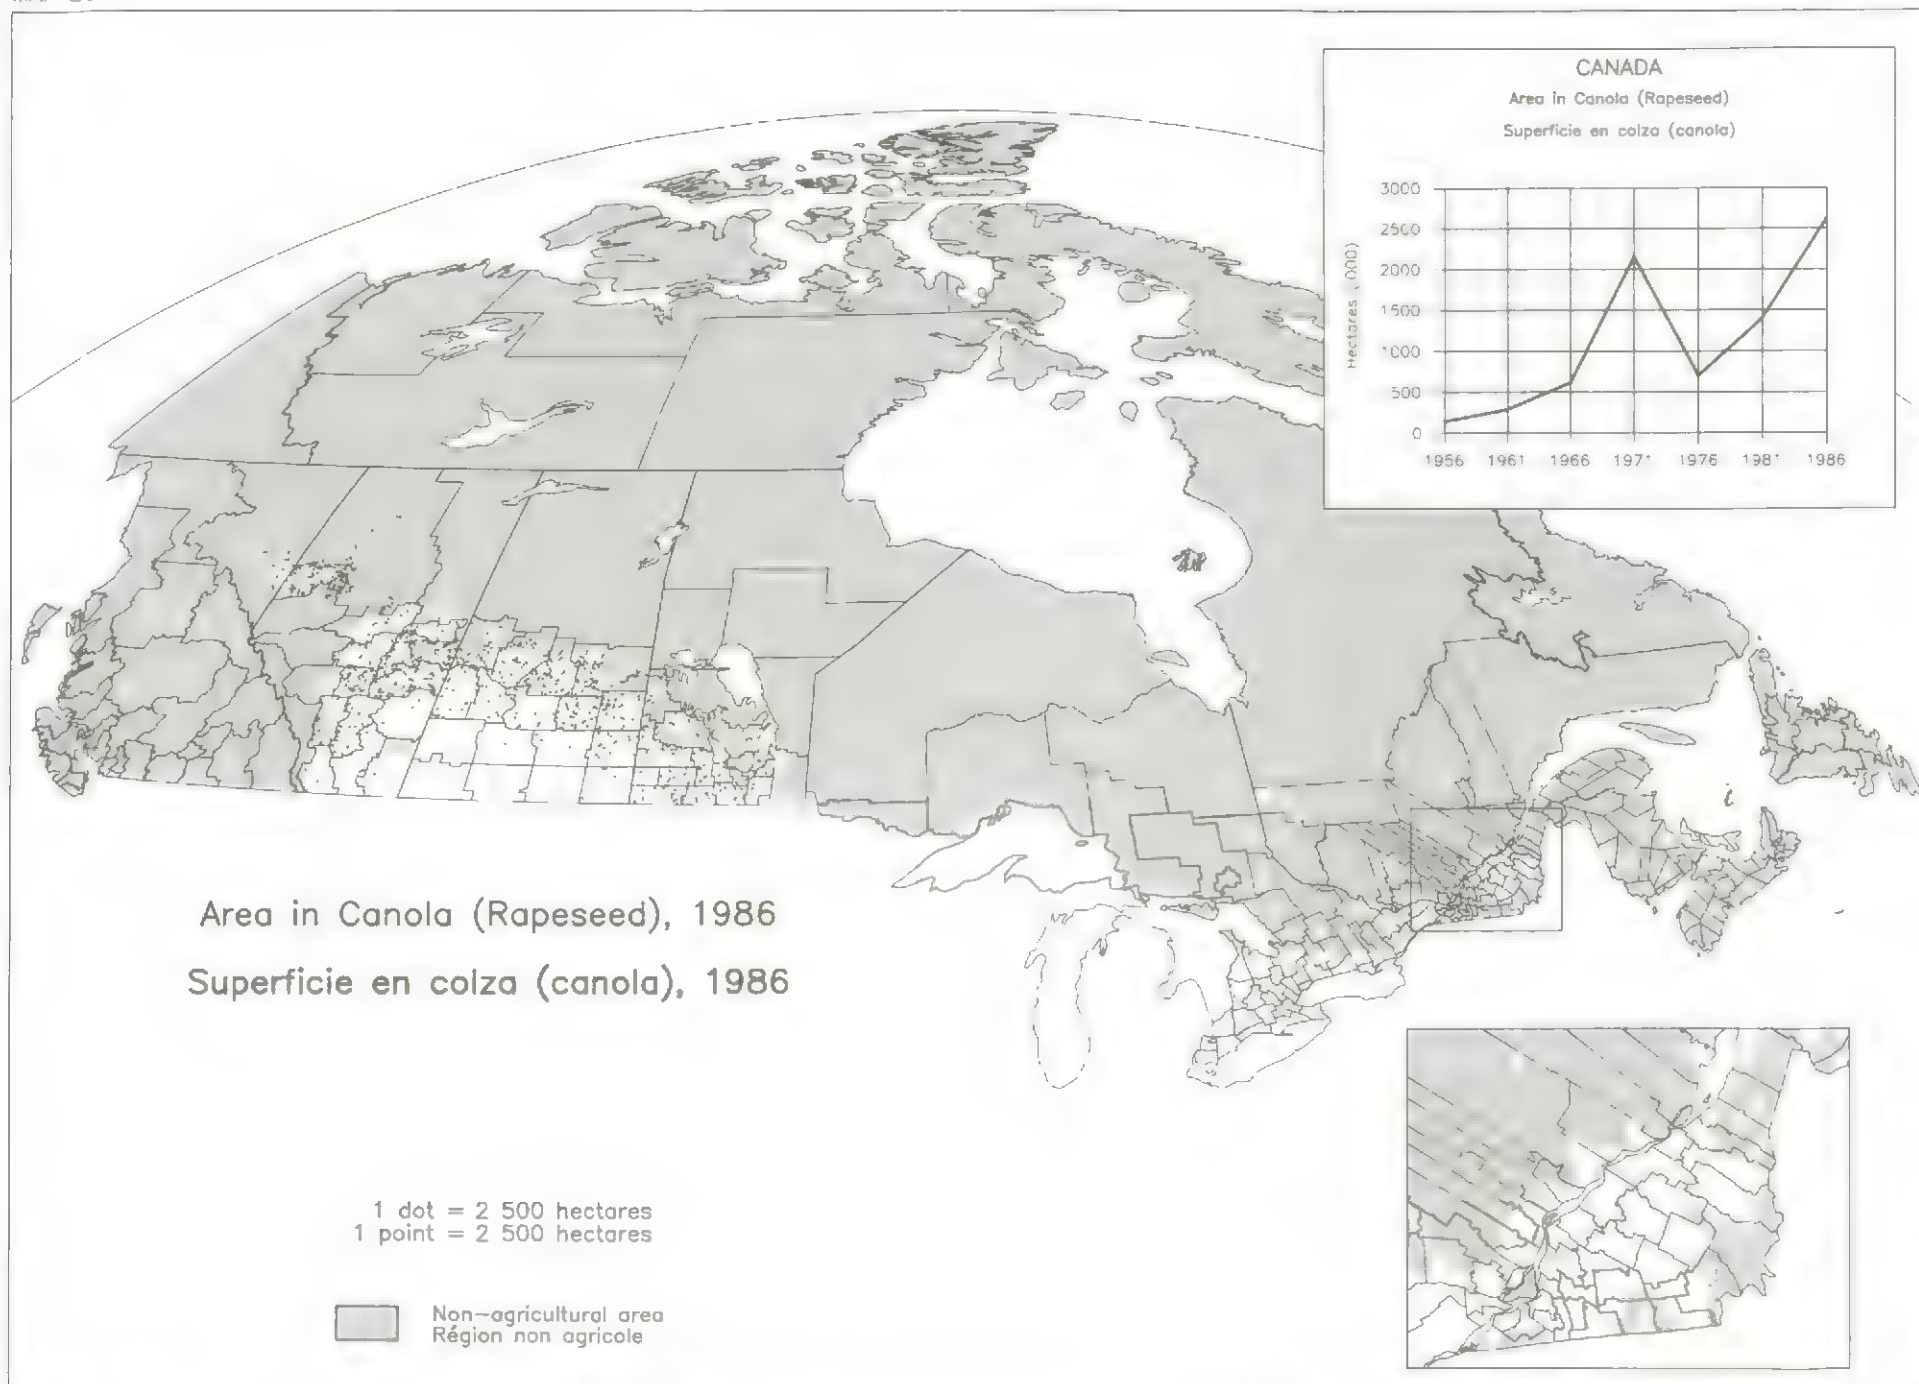 CANADA
Area in Canola (Rapeseed)
Superficie en colza (canola)
Hectares ('000)
3000
2500
2000
1500
1000
500
0
1956 1961 1966 1971 1976 1981 1986
Area in Canola (Rapeseed), 1986
Superficie en colza (canola), 1986
1 dot = 2 500 hectares
1 point = 2 500 hectares
Non-agricultural area
Région non agricole